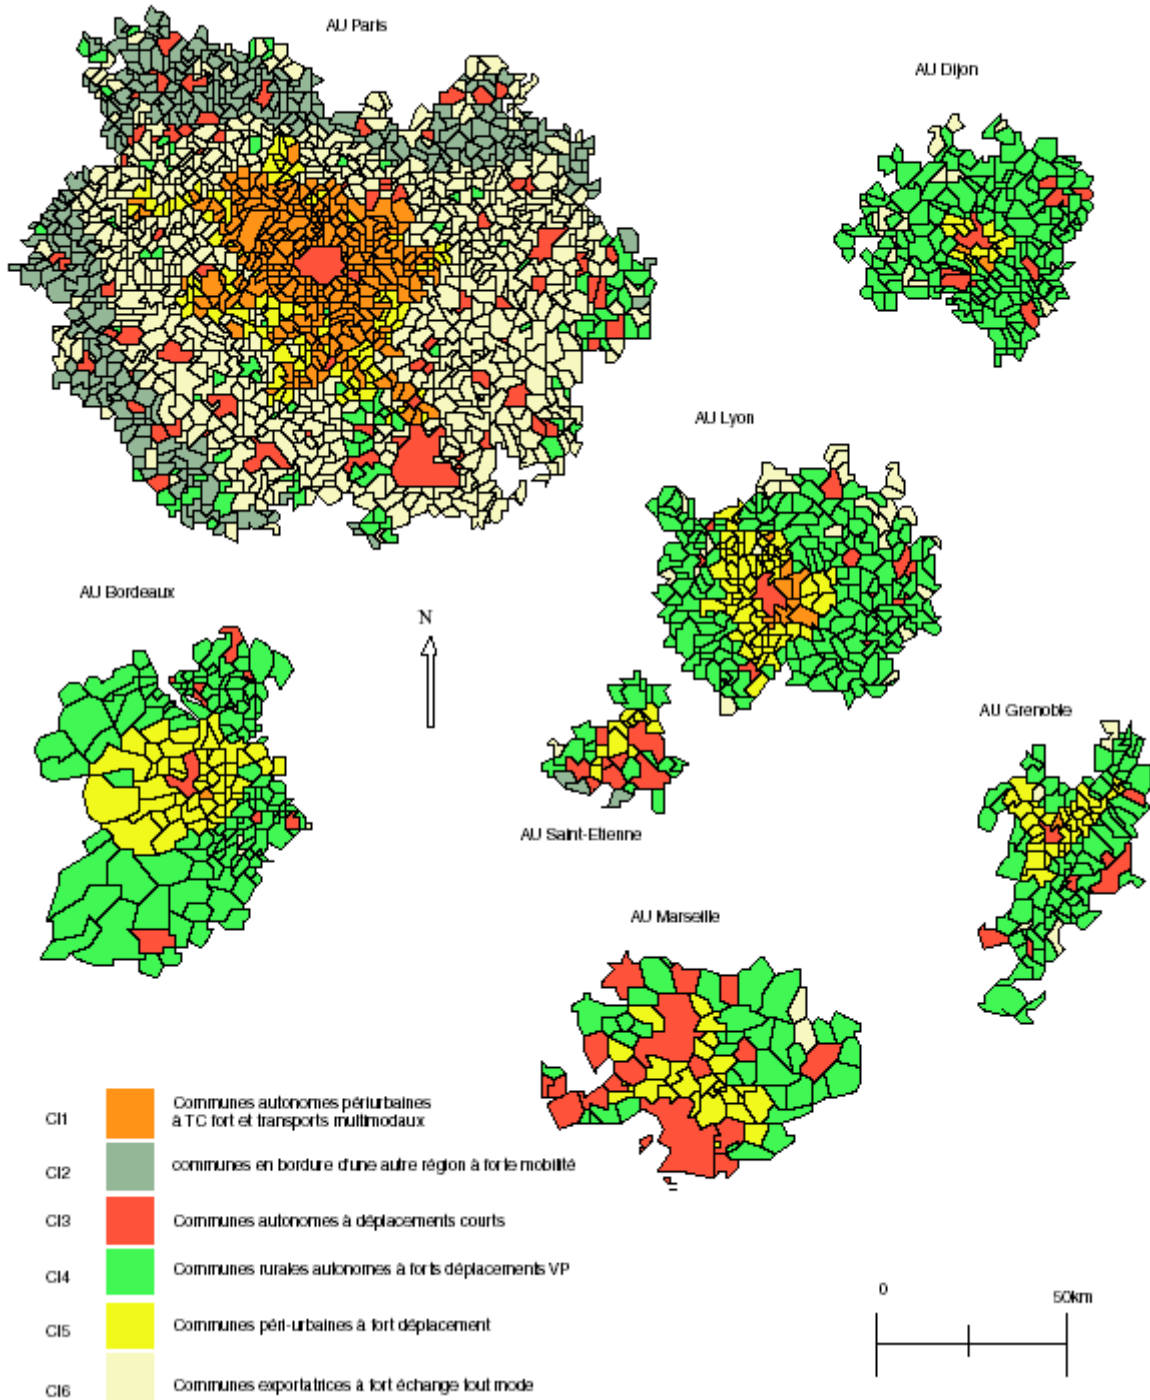 AU Paris
AU Dijon
AU Lyon
AU Bordeaux
N
AU Grenoble
AU Saint-Etienne
AU Marseille
Cl1 Communes autonomes périurbaines
à TC fort et transports multimodaux
Cl2 communes en bordure d'une autre région à forte mobilité
Cl3 Communes autonomes à déplacements courts
Cl4 Communes rurales autonomes à forts déplacements VP
Cl5 Communes péri-urbaines à fort déplacement
Cl6 Communes exportatrices à fort échange tout mode
0 50km